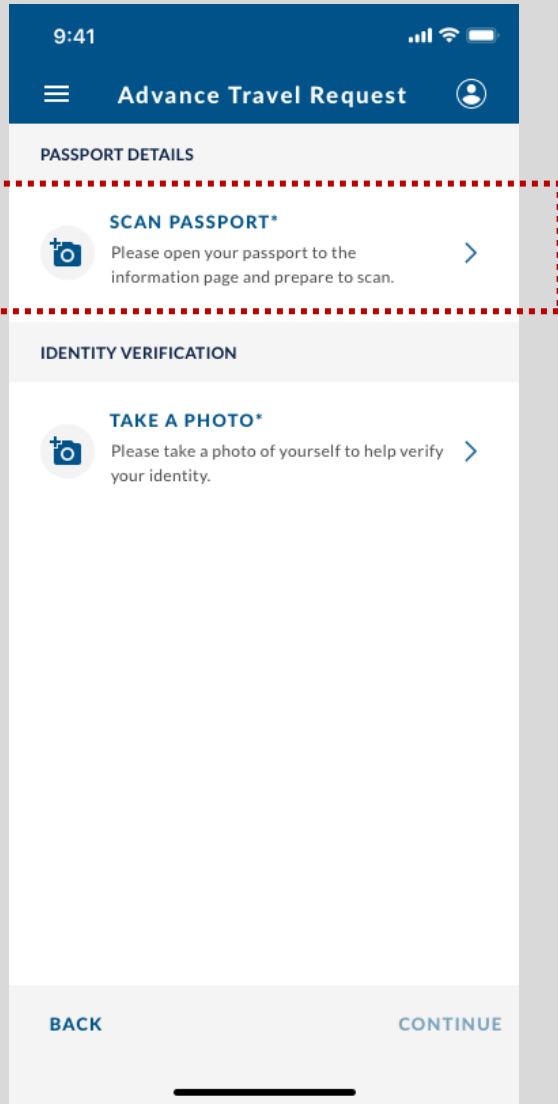 9:41
Advance Travel Request
PASSPORT DETAILS
SCAN PASSPORT*
Please open your passport to the
information page and prepare to scan.
IDENTITY VERIFICATION
TAKE A PHOTO*
Please take a photo of yourself to help verify
your identity.
BACK
CONTINUE